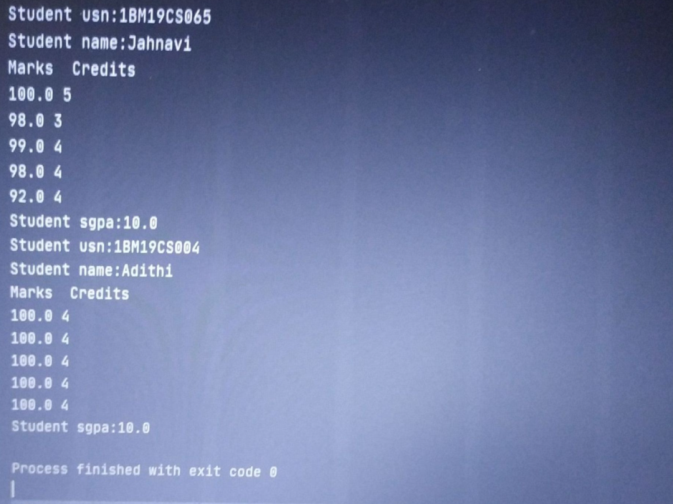 Student usn:1BM19CS065
Student name:Jahnavi
Marks  Credits
100.0 5
98.0 3
99.0 4
98.0 4
92.0 4
Student sgpa:10.0
Student usn:1BM19CS004
Student name:Adithi
Marks  Credits
100.0 4
100.0 4
100.0 4
100.0 4
100.0 4
Student sgpa:10.0
Process finished with exit code 0